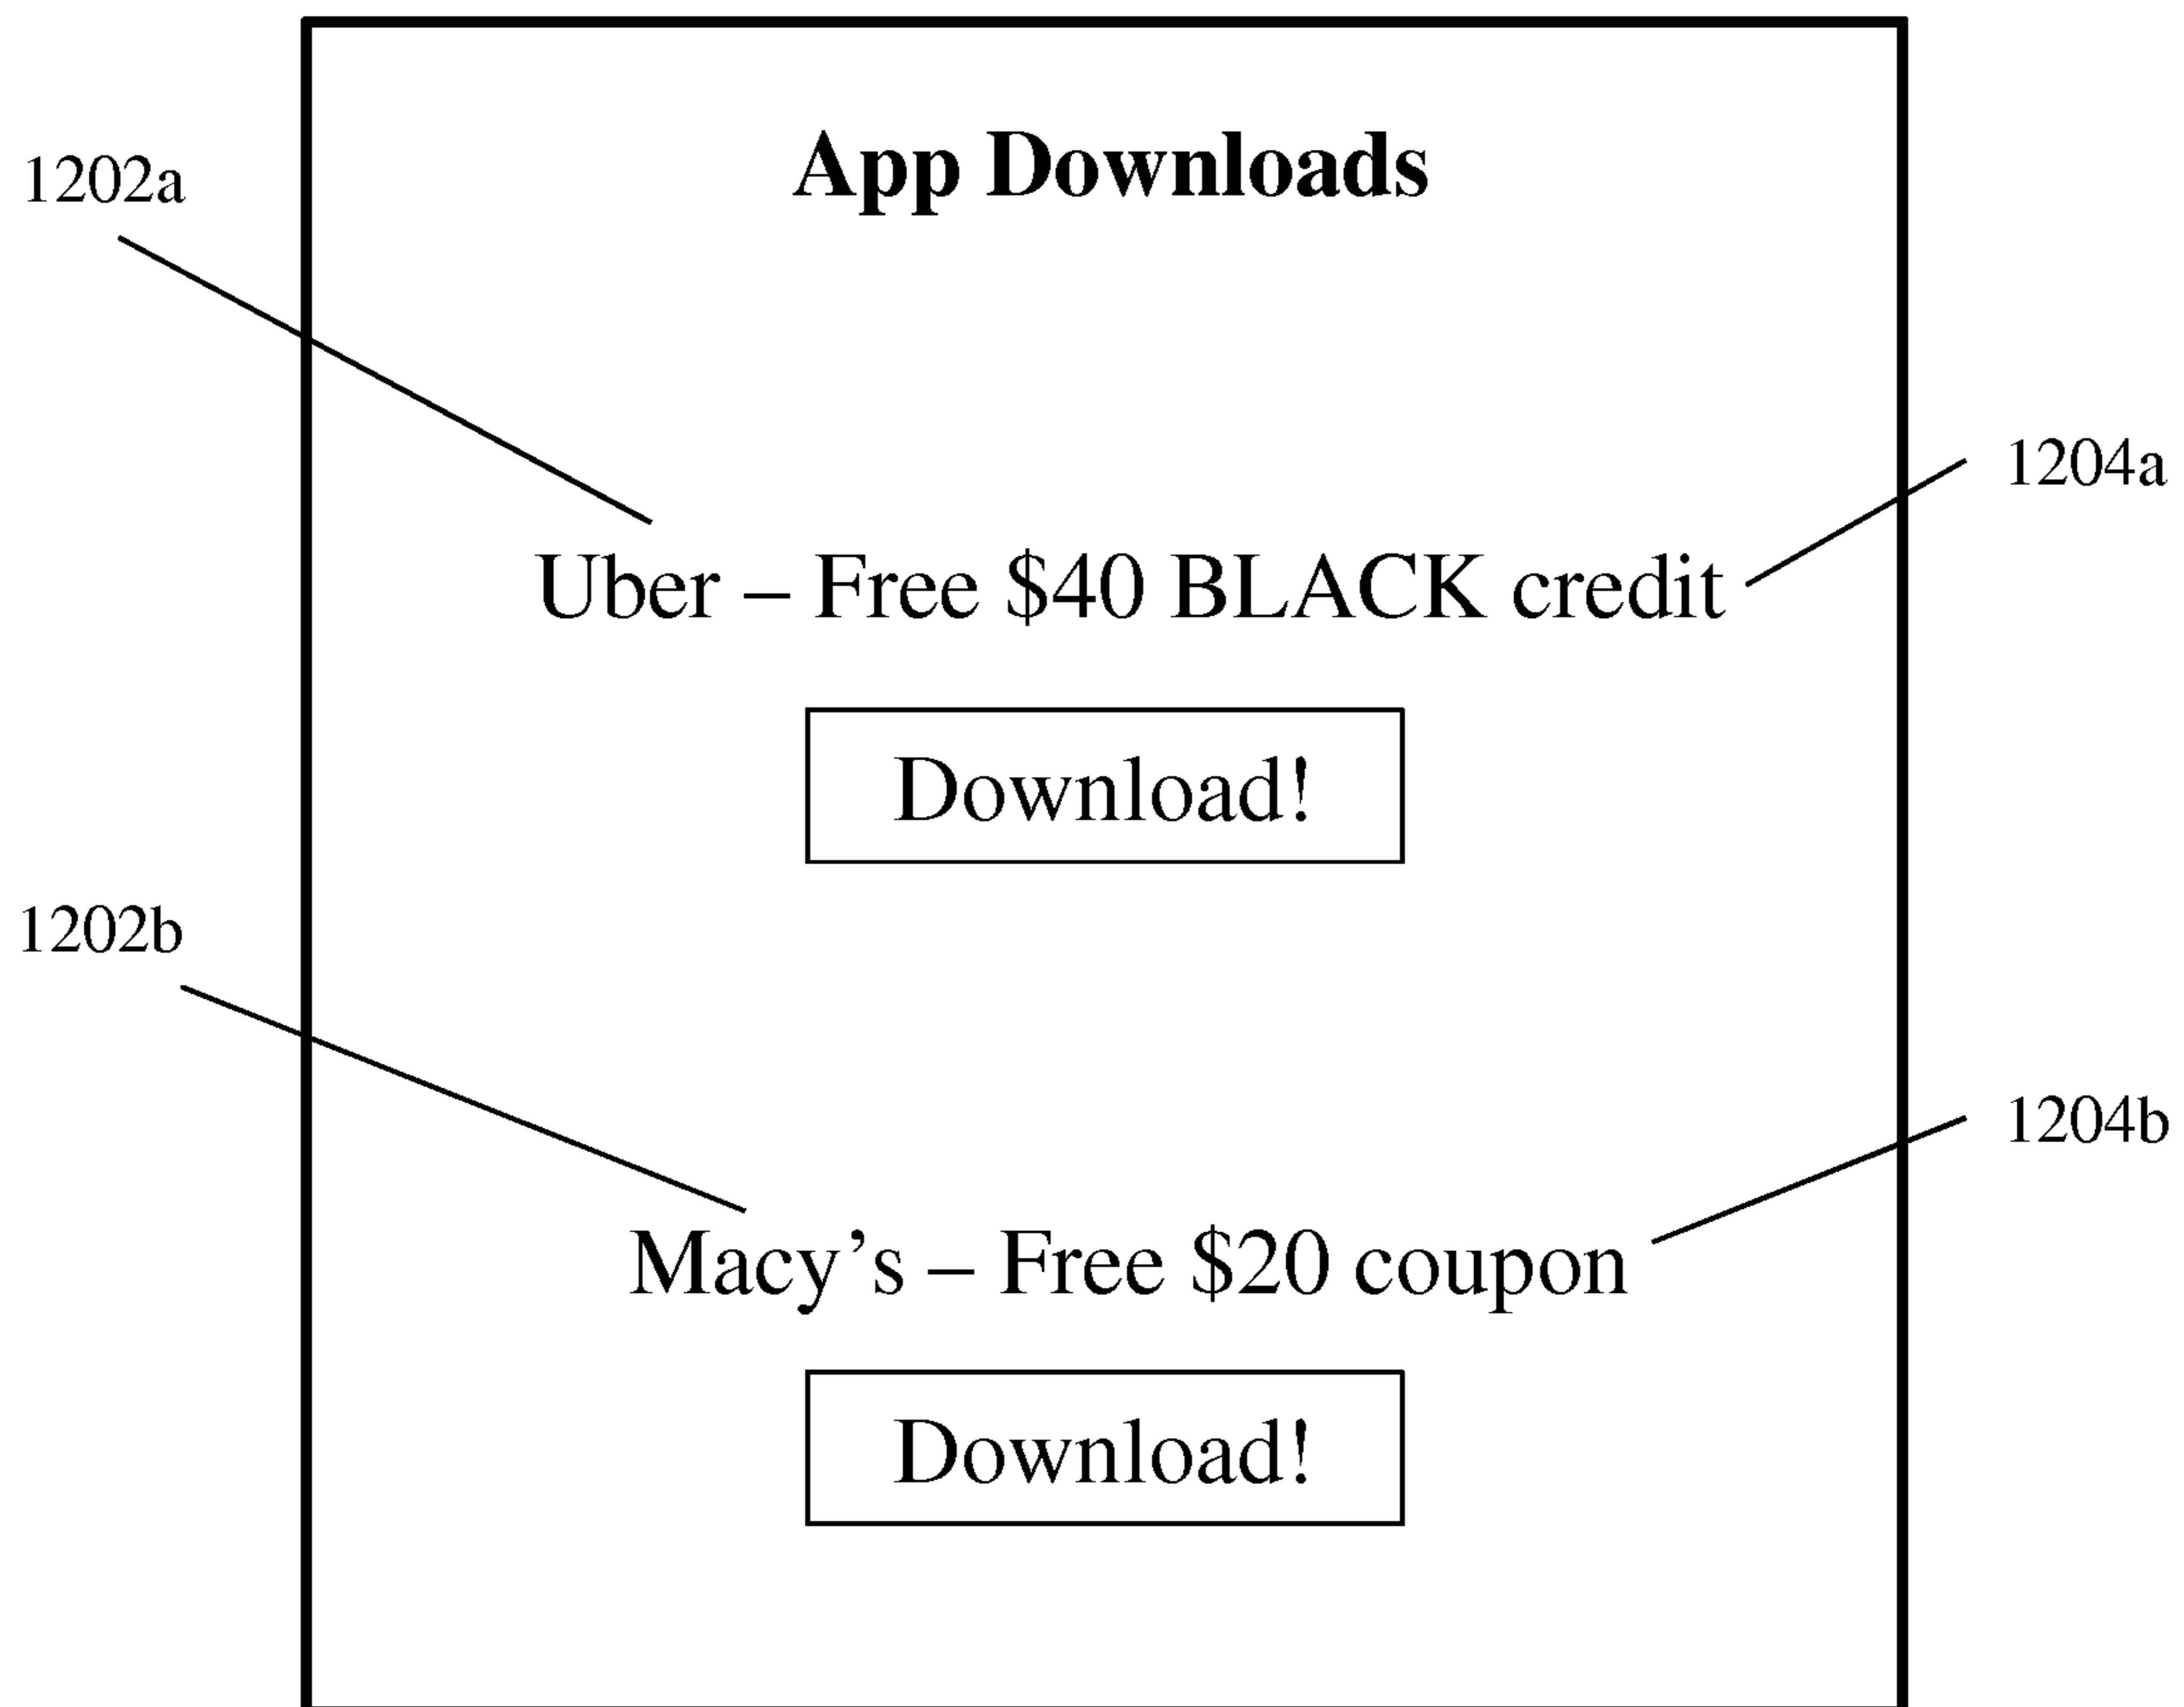 App Downloads
1202a
1204a
Uber – Free $40 BLACK credit
Download!
1202b
1204b
Macy’s – Free $20 coupon
Download!